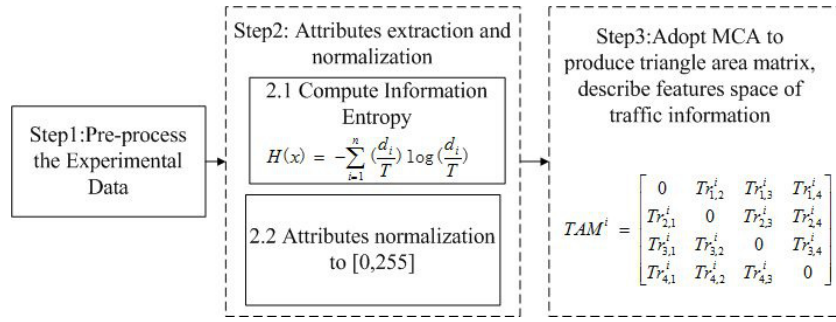 Step1:Pre-process
the Experimental
Data
Step2: Attributes extraction and
normalization
2.1 Compute Information
Entropy
H(x) = -∑_{i=1}^{n} (d_i/T) log(d_i/T)
2.2 Attributes normalization
to [0,255]
Step3:Adopt MCA to
produce triangle area matrix,
describe features space of
traffic information
TAM^i =
0 Tr^i_{1,2} Tr^i_{1,3} Tr^i_{1,4}
Tr^i_{2,1} 0 Tr^i_{2,3} Tr^i_{2,4}
Tr^i_{3,1} Tr^i_{3,2} 0 Tr^i_{3,4}
Tr^i_{4,1} Tr^i_{4,2} Tr^i_{4,3} 0